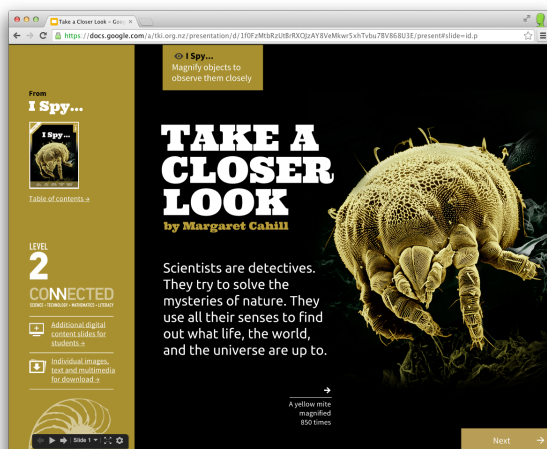 Take a Closer Look – Goog
https://docs.google.com/a/tki.org.nz/presentation/d/1f0FzMtbRzUtBrRXOJzAY8VeMkwr5xhTvbu7BV868U3E/present#slide=id.p
I Spy...
Magnify objects to
observe them closely
From
I Spy...
I Spy...
Table of contents →
TAKE A
CLOSER
LOOK
by Margaret Cahill
LEVEL
2
CONNECTED
SCIENCE • TECHNOLOGY • MATHEMATICS • LITERACY
Scientists are detectives.
They try to solve the
mysteries of nature. They
use all their senses to find
out what life, the world,
and the universe are up to.
Additional digital
content slides for
students →
Individual images,
text and multimedia
for download →
→
A yellow mite
magnified
850 times
Slide 1
Next →